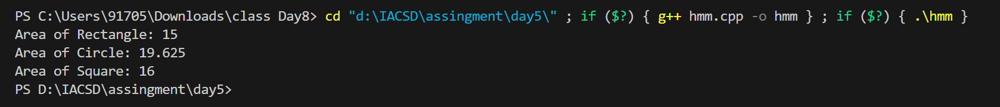 PS C:\Users\91705\Downloads\class Day8> cd "d:\IACSD\assingment\day5\" ; if ($?) { g++ hmm.cpp -o hmm } ; if ($?) { .\hmm }
Area of Rectangle: 15
Area of Circle: 19.625
Area of Square: 16
PS D:\IACSD\assingment\day5>